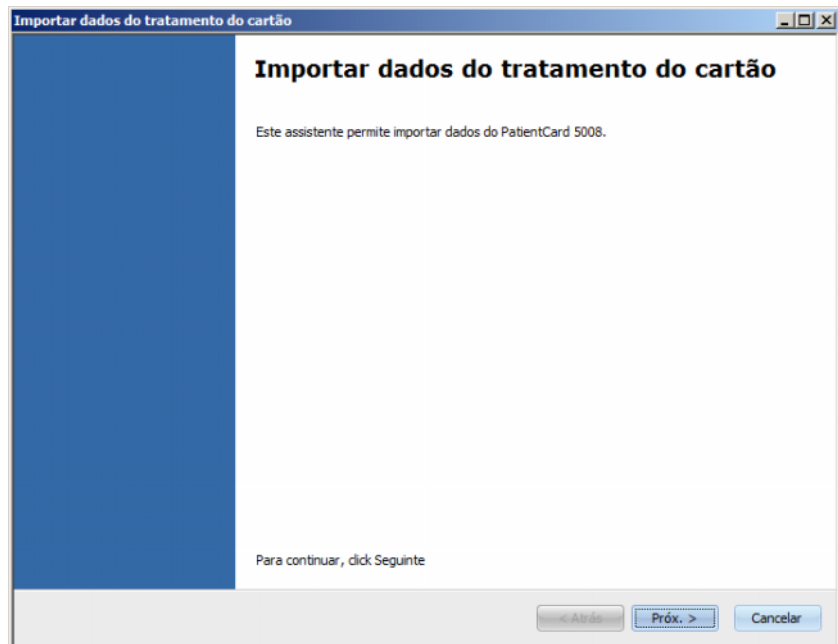 Importar dados do tratamento do cartão
Importar dados do tratamento do cartão
Este assistente permite importar dados do PatientCard 5008.
Para continuar, click Seguinte
< Atrás
Próx. >
Cancelar